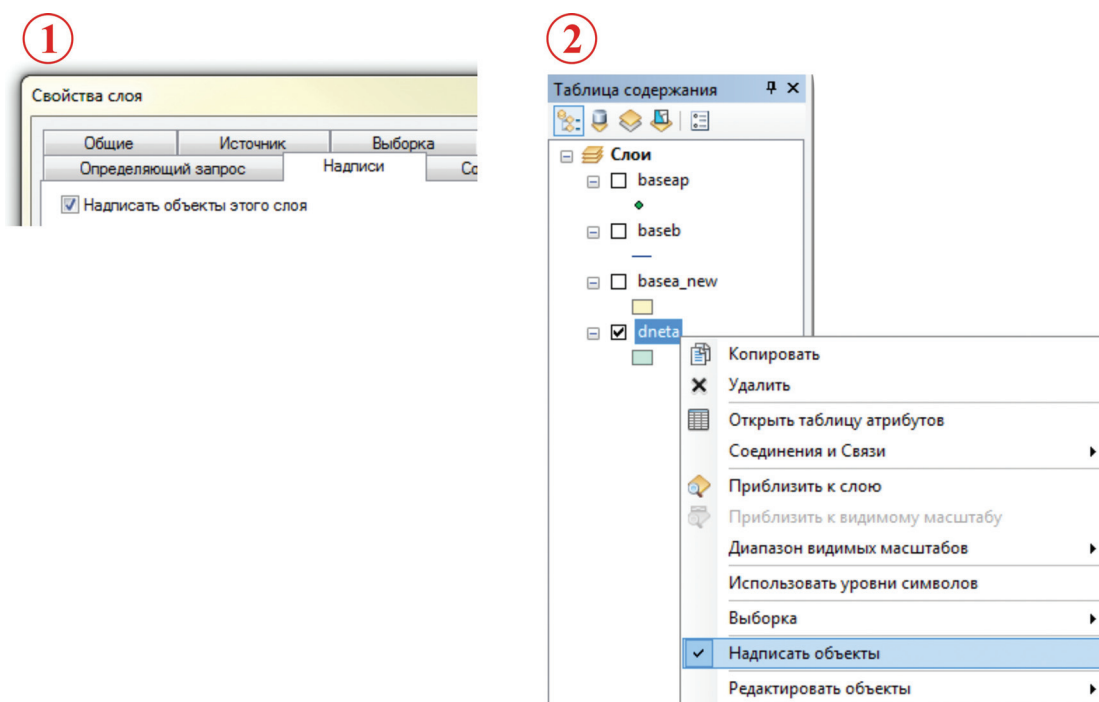 1
Свойства слоя
Общие Источник Выборка
Определяющий запрос Надписи Со
Надписать объекты этого слоя
2
Таблица содержания
Слои
baseap
baseb
basea_new
dneta
Копировать
Удалить
Открыть таблицу атрибутов
Соединения и Связи
Приблизить к слою
Приблизить к видимому масштабу
Диапазон видимых масштабов
Использовать уровни символов
Выборка
Надписать объекты
Редактировать объекты